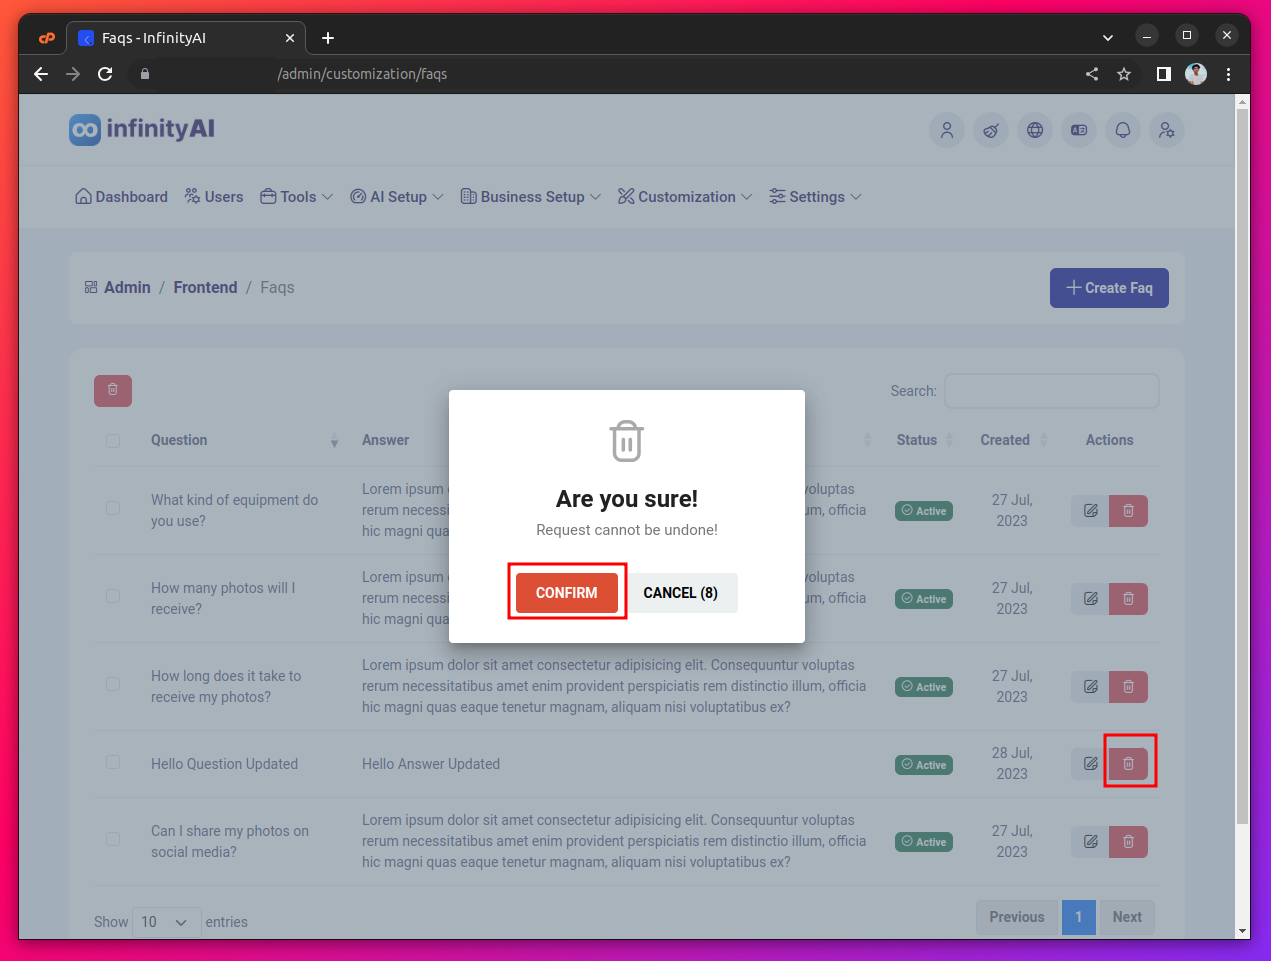 cP
Faqs - InfinityAI
/admin/customization/faqs
infinityAI
Dashboard Users Tools AI Setup Business Setup Customization Settings
Admin / Frontend / Faqs
Create Faq
Search:
Question Answer Status Created Actions
What kind of equipment do you use?
Lorem ipsum
voluptas
rerum necessi
um, officia
hic magni qua
Active
27 Jul, 2023
How many photos will I receive?
Lorem ipsum
voluptas
rerum necessi
um, officia
hic magni qua
Active
27 Jul, 2023
Are you sure!
Request cannot be undone!
CONFIRM CANCEL (8)
How long does it take to receive my photos?
Lorem ipsum dolor sit amet consectetur adipisicing elit. Consequuntur voluptas
rerum necessitatibus amet enim provident perspiciatis rem distinctio illum, officia
hic magni quas eaque tenetur magnam, aliquam nisi voluptatibus ex?
Active
27 Jul, 2023
Hello Question Updated
Hello Answer Updated
Active
28 Jul, 2023
Can I share my photos on social media?
Lorem ipsum dolor sit amet consectetur adipisicing elit. Consequuntur voluptas
rerum necessitatibus amet enim provident perspiciatis rem distinctio illum, officia
hic magni quas eaque tenetur magnam, aliquam nisi voluptatibus ex?
Active
27 Jul, 2023
Show 10 entries
Previous 1 Next